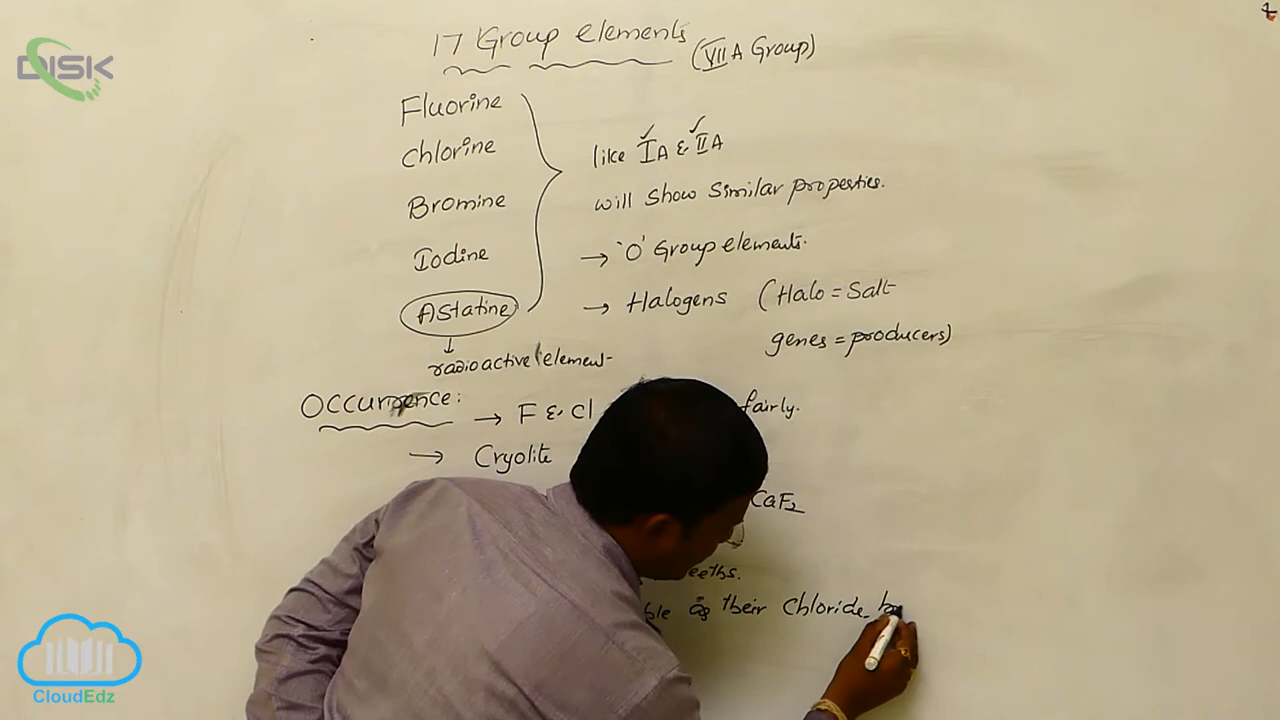 DISK
17 Group elements (VII A Group)
Fluorine
Chlorine
Bromine
Iodine
Astatine
radioactive element
like IA & IIA
will show similar properties.
→ 'O' Group elements.
→ Halogens (Halo = Salt
genes = producers)
Occurrence:
→ F & Cl fairly.
→ Cryolite
CaF2
eeths.
ble as their Chloride,
CloudEdz